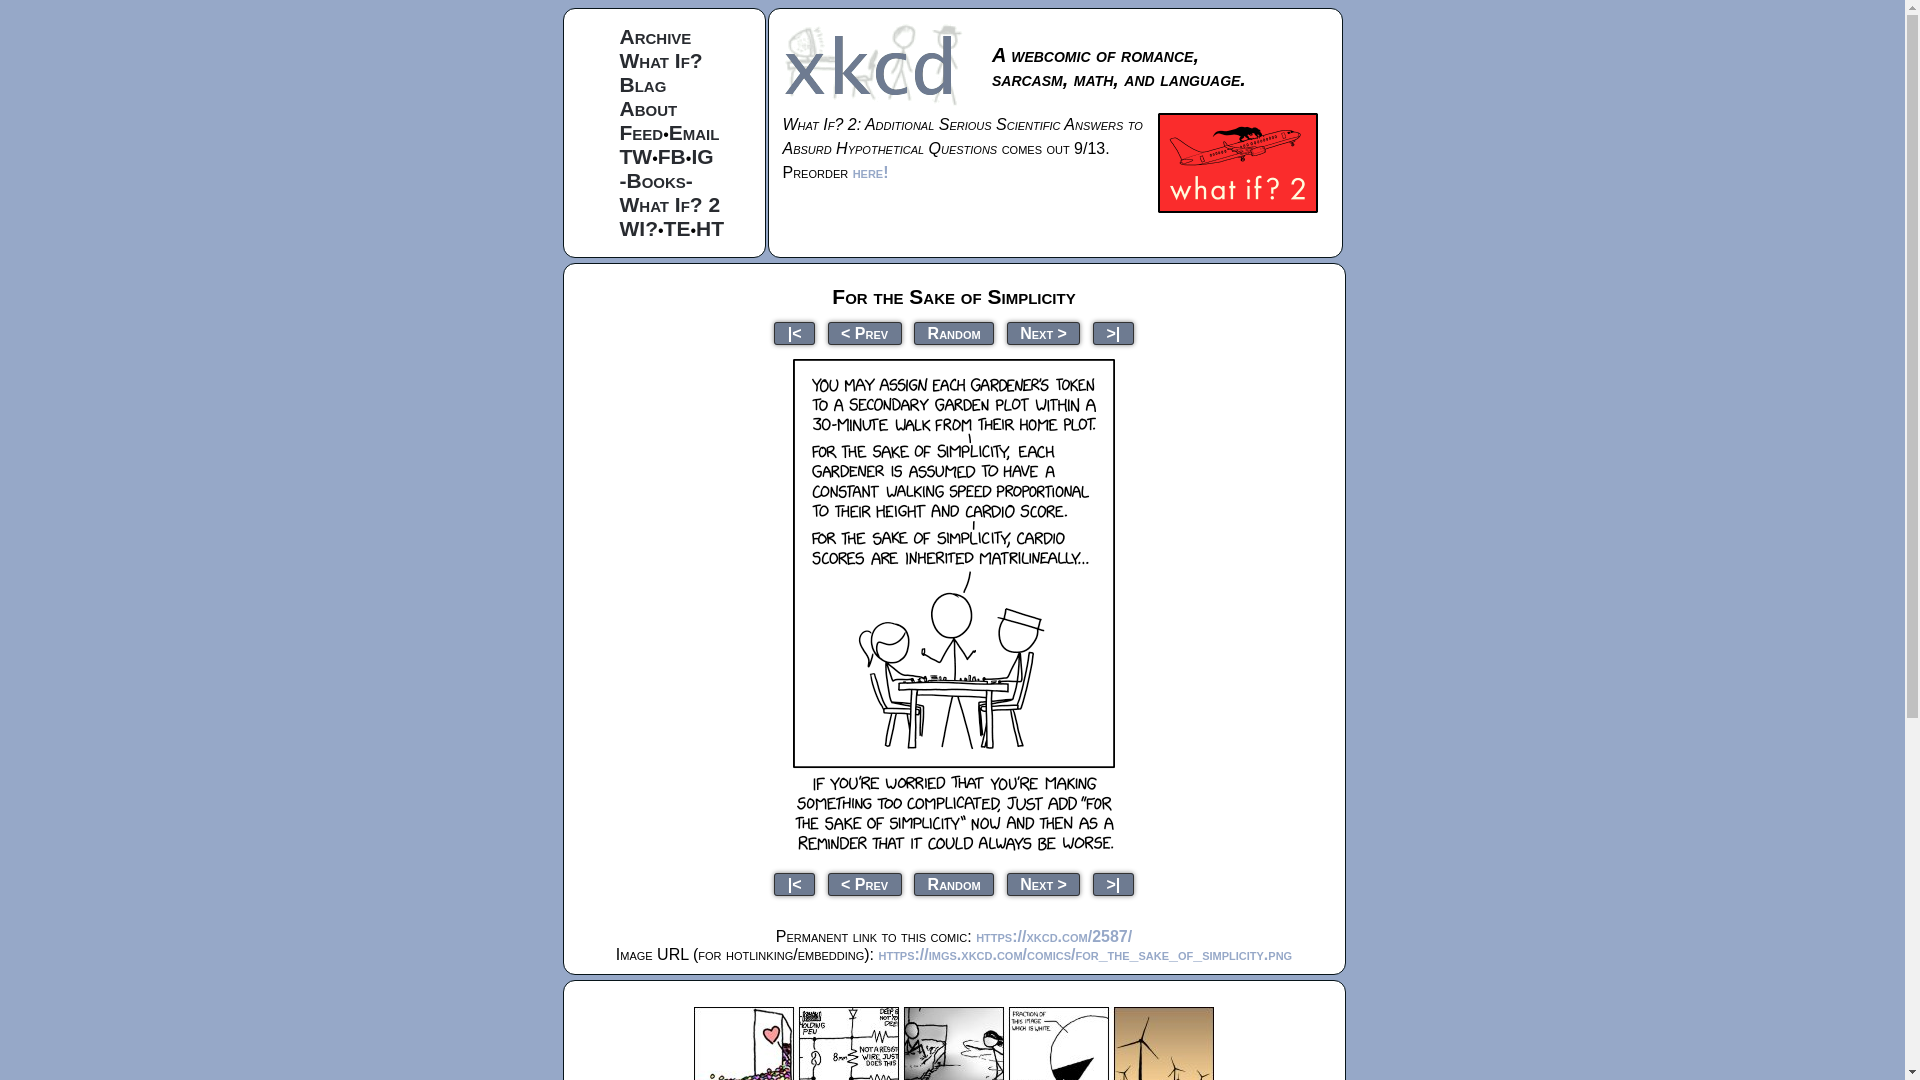 Archive
What If?
Blag
About
Feed•Email
TW•FB•IG
-Books-
What If? 2
WI?•TE•HT
xkcd
A webcomic of romance,
sarcasm, math, and language.
What If? 2: Additional Serious Scientific Answers to
Absurd Hypothetical Questions comes out 9/13.
Preorder here!
what if? 2
For the Sake of Simplicity
|< < Prev Random Next > >|
YOU MAY ASSIGN EACH GARDENER'S TOKEN
TO A SECONDARY GARDEN PLOT WITHIN A
30-MINUTE WALK FROM THEIR HOME PLOT.
FOR THE SAKE OF SIMPLICITY, EACH
GARDENER IS ASSUMED TO HAVE A
CONSTANT WALKING SPEED PROPORTIONAL
TO THEIR HEIGHT AND CARDIO SCORE.
FOR THE SAKE OF SIMPLICITY, CARDIO
SCORES ARE INHERITED MATRILINEALLY...
IF YOU'RE WORRIED THAT YOU'RE MAKING
SOMETHING TOO COMPLICATED, JUST ADD "FOR
THE SAKE OF SIMPLICITY" NOW AND THEN AS A
REMINDER THAT IT COULD ALWAYS BE WORSE.
|< < Prev Random Next > >|
Permanent link to this comic: https://xkcd.com/2587/
Image URL (for hotlinking/embedding): https://imgs.xkcd.com/comics/for_the_sake_of_simplicity.png
HOLDING
PEN
8mm
NOT A RESIST
WIRE JUST
DOES THIS
FRACTION OF
THIS IMAGE
WHICH IS WHITE